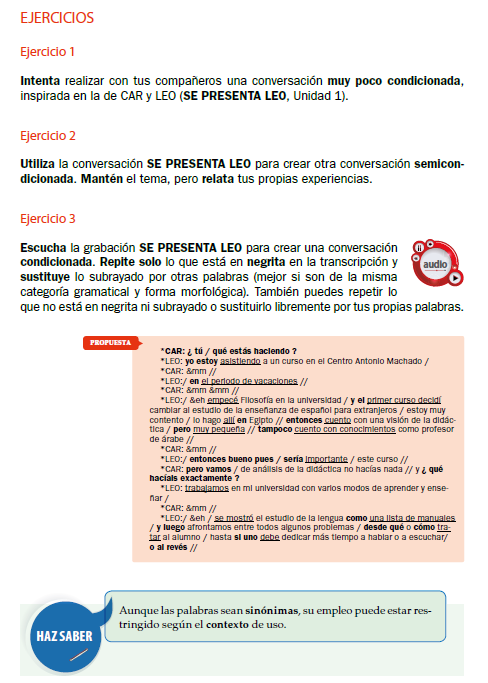 EJERCICIOS
Ejercicio 1
Intenta realizar con tus compañeros una conversación muy poco condicionada,
inspirada en la de CAR y LEO (SE PRESENTA LEO, Unidad 1).
Ejercicio 2
Utiliza la conversación SE PRESENTA LEO para crear otra conversación semicon-
dicionada. Mantén el tema, pero relata tus propias experiencias.
Ejercicio 3
Escucha la grabación SE PRESENTA LEO para crear una conversación
condicionada. Repite solo lo que está en negrita en la transcripción y
sustituye lo subrayado por otras palabras (mejor si son de la misma
categoría gramatical y forma morfológica). También puedes repetir lo
que no está en negrita ni subrayado o sustituirlo libremente por tus propias palabras.
audio
PROPUESTA
*CAR: ¿ tú / qué estás haciendo ?
*LEO: yo estoy asistiendo a un curso en el Centro Antonio Machado /
*CAR: &mm //
*LEO:/ en el periodo de vacaciones //
*CAR: &mm &mm //
*LEO:/ &eh empecé Filosofía en la universidad / y el primer curso decidí
cambiar al estudio de la enseñanza de español para extranjeros / estoy muy
contento / lo hago allí en Egipto // entonces cuento con una visión de la didác-
tica / pero muy pequeña // tampoco cuento con conocimientos como profesor
de árabe //
*CAR: &mm //
*LEO:/ entonces bueno pues / sería importante / este curso //
*CAR: pero vamos / de análisis de la didáctica no hacías nada // y ¿ qué
hacíais exactamente ?
*LEO: trabajamos en mi universidad con varios modos de aprender y ense-
ñar /
*CAR: &mm //
*LEO:/ &eh / se mostró el estudio de la lengua como una lista de manuales
/ y luego afrontamos entre todos algunos problemas / desde qué o cómo tra-
tar al alumno / hasta si uno debe dedicar más tiempo a hablar o a escuchar/
o al revés //
HAZ SABER
Aunque las palabras sean sinónimas, su empleo puede estar res-
tringido según el contexto de uso.